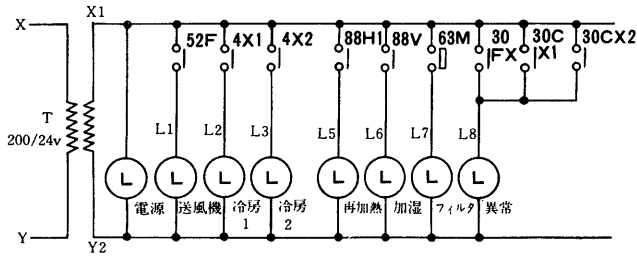 X X1
52F 4X1 4X2 88H1 88V 63M 30 30C 30CX2
FX X1
T
200/24v
L1 L2 L3 L5 L6 L7 L8
L L L L L L L L
電源 送風機 冷房 冷房 再加熱 加湿 フィルタ 異常
1 2
Y Y2